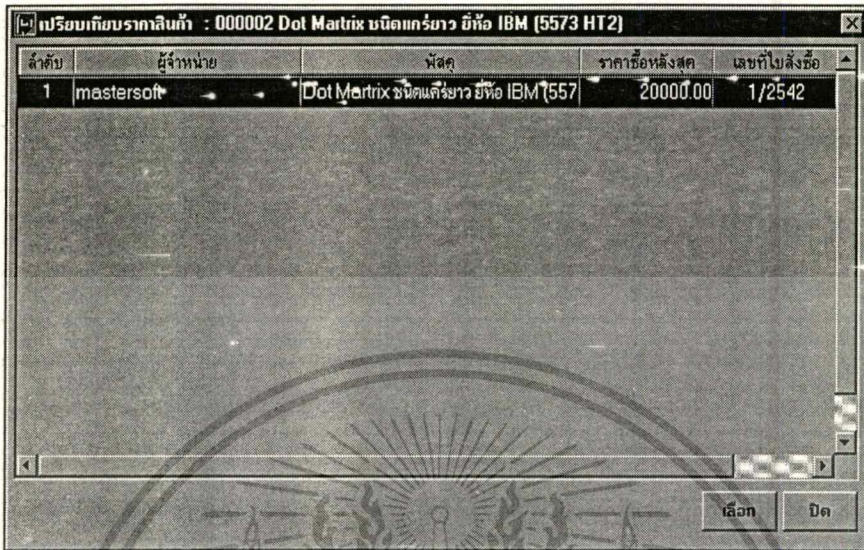 เปรียบเทียบราคาสินค้า : 000002 Dot Martrix ชนิดแคร่ยาว ยี่ห้อ IBM (5573 HT2)
ลำดับ ผู้จำหน่าย พัสดุ ราคาซื้อหลังสุด เลขที่ใบสั่งซื้อ
1 mastersoft Dot Martrix ชนิดแคร่ยาว ยี่ห้อ IBM (557 20000.00 1/2542
เลือก ปิด